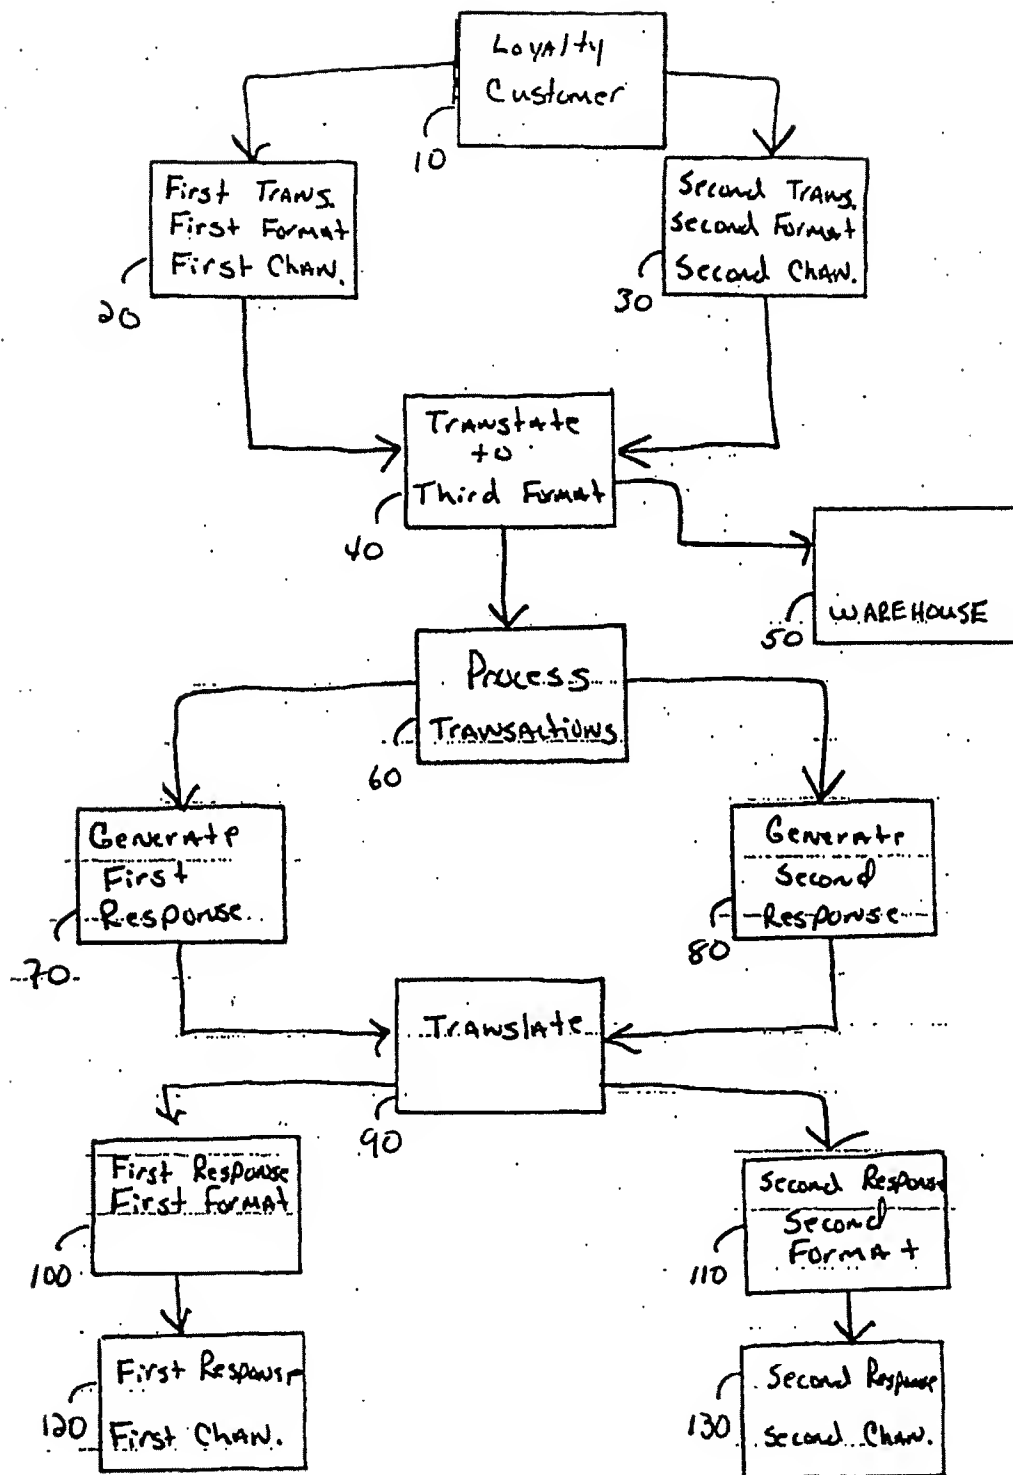 Loyalty
Customer
10
First Trans.
First Format
First Chan.
20
Second Trans.
Second Format
Second Chan.
30
Translate
to
Third Format
40
WAREHOUSE
50
Process
Transactions
60
Generate
First
Response
70
Generate
Second
Response
80
Translate
90
First Response
First Format
100
Second Response
Second
Format
110
First Response
First Chan.
120
Second Response
Second Chan.
130